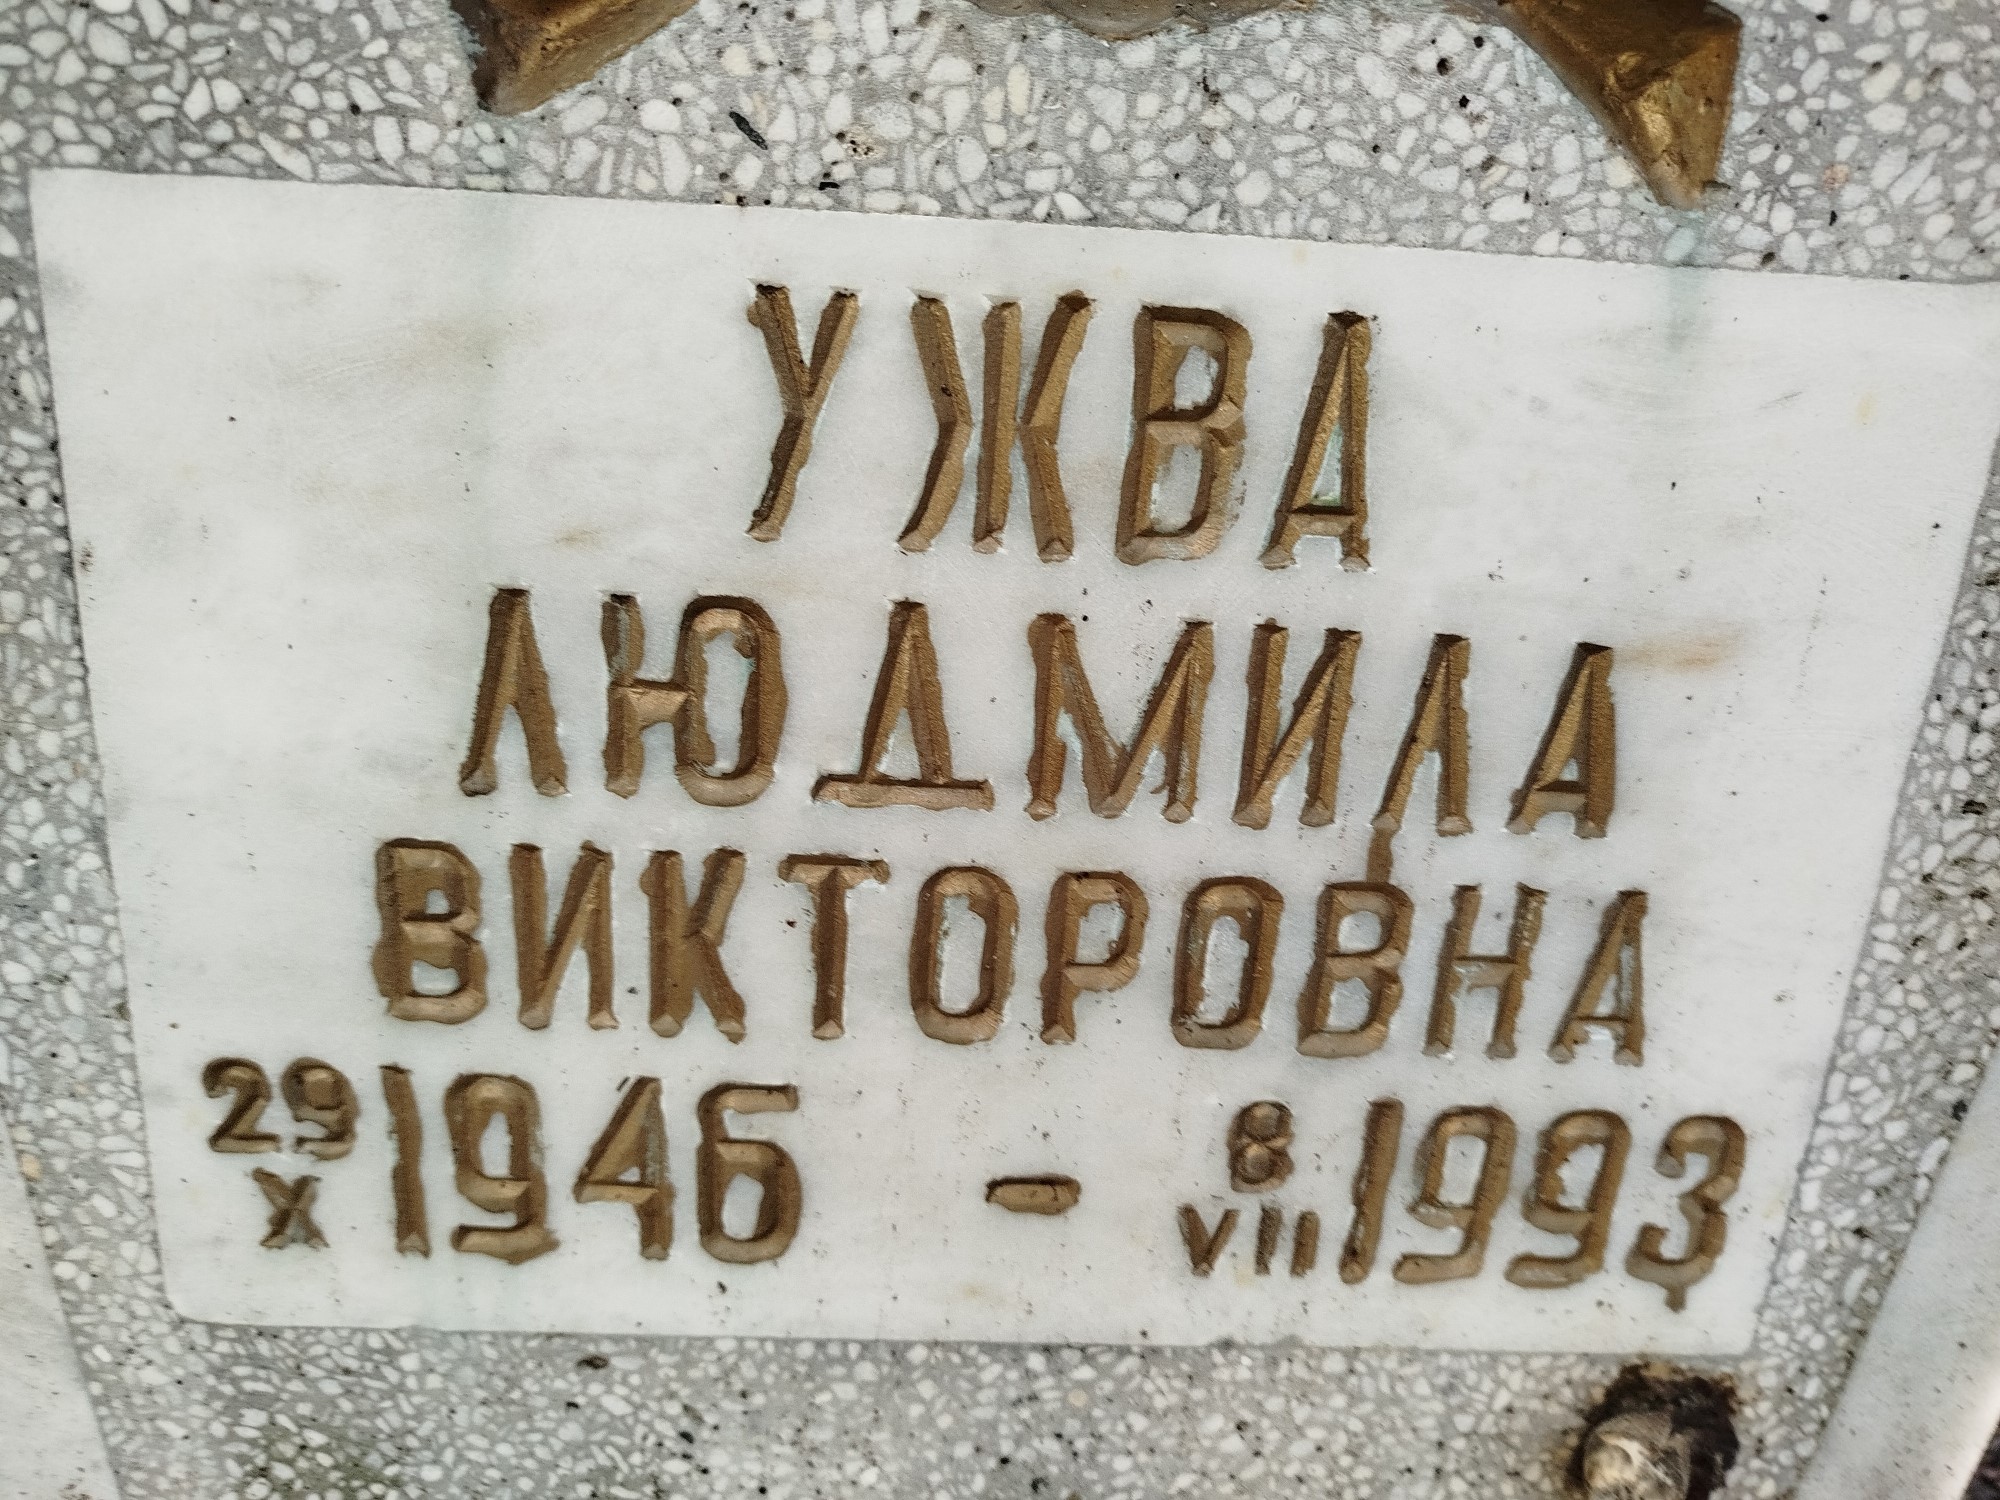 УЖВА
ЛЮДМИЛА
ВИКТОРОВНА
29 X 1946 - 8 VII 1993